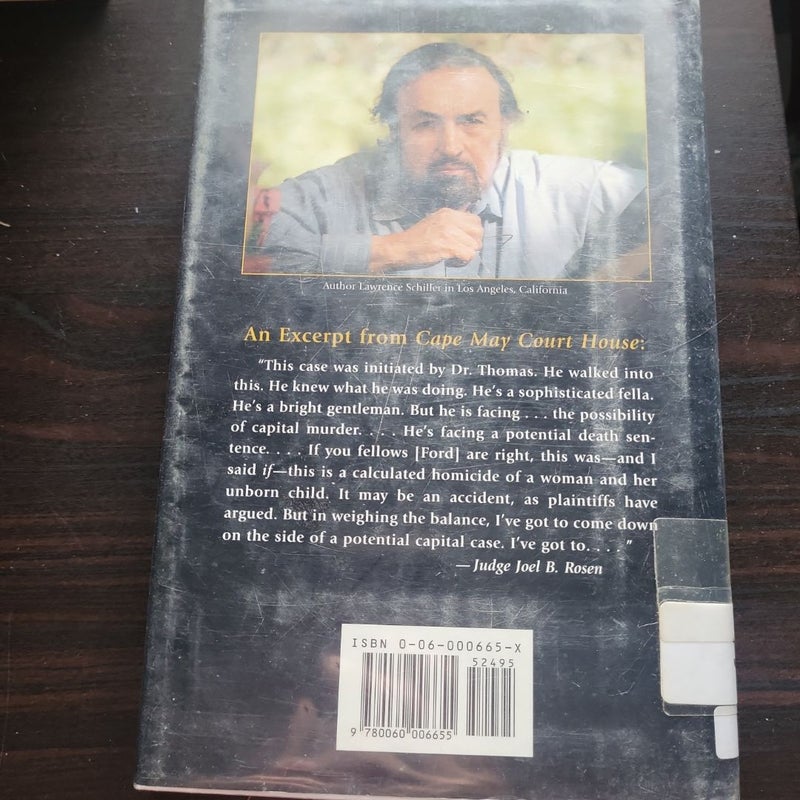 Author Lawrence Schiller in Los Angeles, California
An Excerpt from Cape May Court House:
"This case was initiated by Dr. Thomas. He walked into
this. He knew what he was doing. He's a sophisticated fella.
He's a bright gentleman. But he is facing . . . the possibility
of capital murder. . . . He's facing a potential death sen-
tence. . . . If you fellows [Ford] are right, this was—and I
said if—this is a calculated homicide of a woman and her
unborn child. It may be an accident, as plaintiffs have
argued. But in weighing the balance, I've got to come down
on the side of a potential capital case. I've got to. . . ."
—Judge Joel B. Rosen
ISBN 0-06-000665-X
52495
9 780060 006655